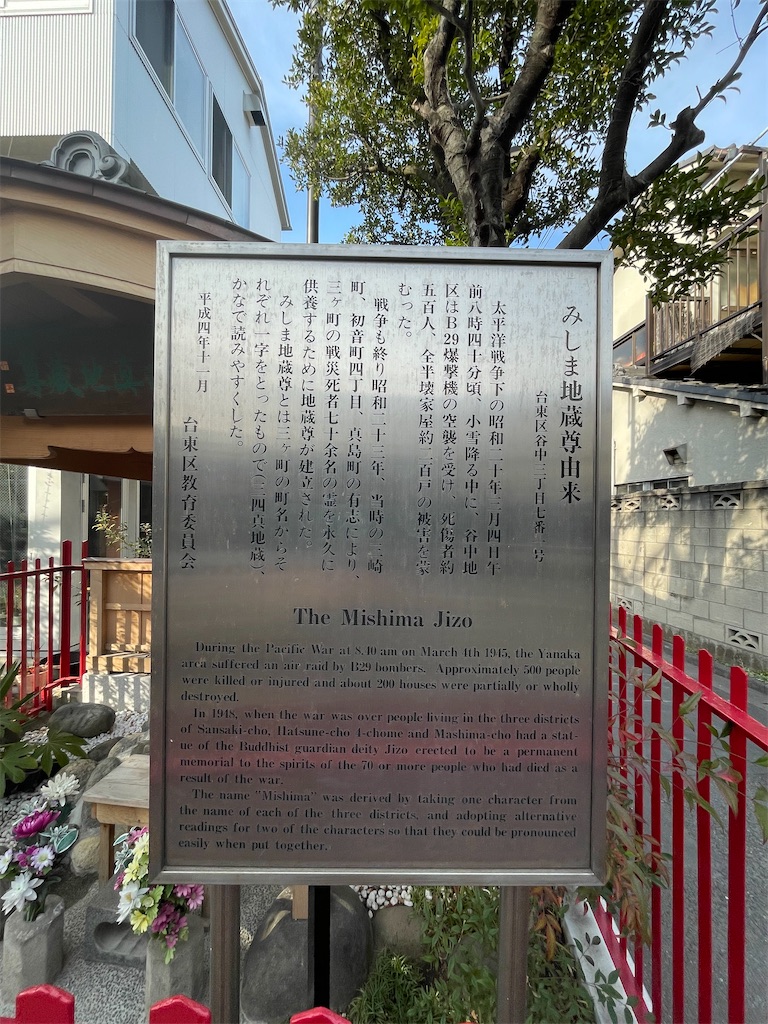 みしま地蔵尊由来
台東区谷中三丁目七番二号
太平洋戦争下の昭和二十年三月四日午
前八時四十分頃、小雪降る中に、谷中地
区はB29爆撃機の空襲を受け、死傷者約
五百人、全半壊家屋約二百戸の被害を蒙
むった。
戦争も終り昭和二十三年、当時の三崎
町、初音町四丁目、真島町の有志により、
三ヶ町の戦災死者七十余名の霊を永久に
供養するために地蔵尊が建立された。
みしま地蔵尊とは三ヶ町の町名からそ
れぞれ一字をとったもので（三四真地蔵）、
かなで読みやすくした。
平成四年十一月
台東区教育委員会
The Mishima Jizo
During the Pacific War at 8.40 am on March 4th 1945, the Yanaka
area suffered an air raid by B29 bombers. Approximately 500 people
were killed or injured and about 200 houses were partially or wholly
destroyed.
In 1948, when the war was over people living in the three districts
of Sansaki-cho, Hatsune-cho 4-chome and Mashima-cho had a stat-
ue of the Buddhist guardian deity Jizo erected to be a permanent
memorial to the spirits of the 70 or more people who had died as a
result of the war.
The name "Mishima" was derived by taking one character from
the name of each of the three districts, and adopting alternative
readings for two of the characters so that they could be pronounced
easily when put together.